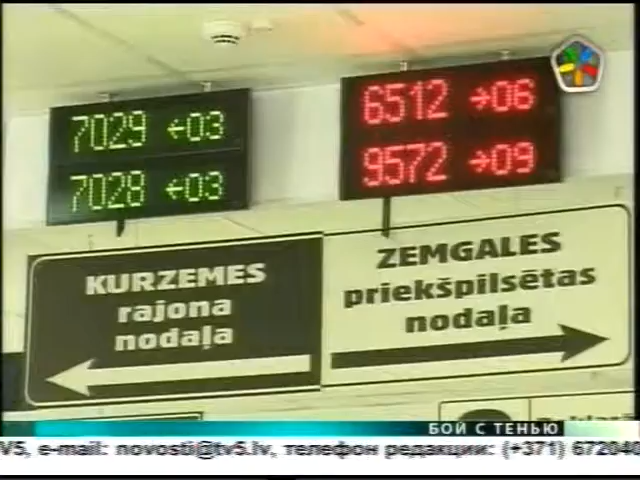 7029 ←03
7028 ←03
6512 →06
9572 →09
KURZEMES
rajona
nodaļa
ZEMGALES
priekšpilsētas
nodaļa
БОЙ С ТЕНЬЮ
V5, e-mail: novosti@tv5.lv, телефон редакции: (+371) 672040